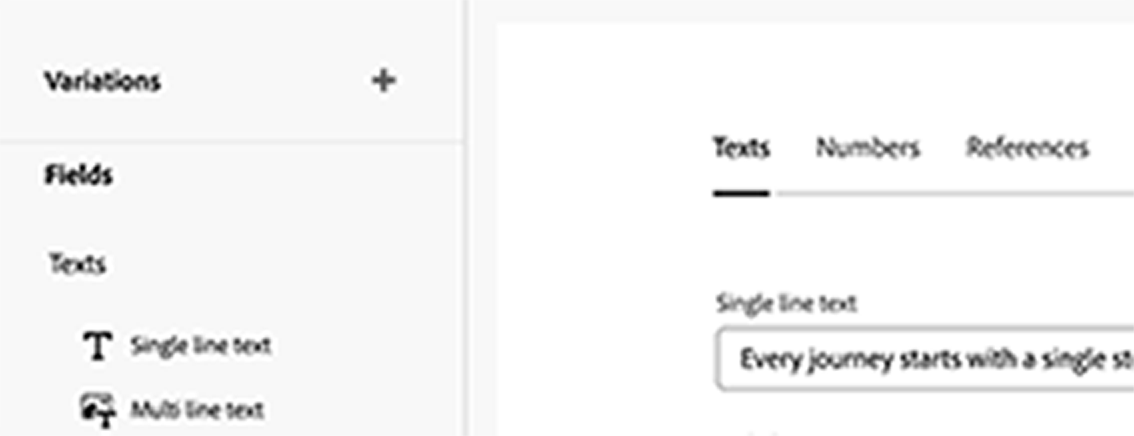 Variations
Fields
Texts
Single line text
Multi line text
Texts Numbers References
Single line text
Every journey starts with a single st